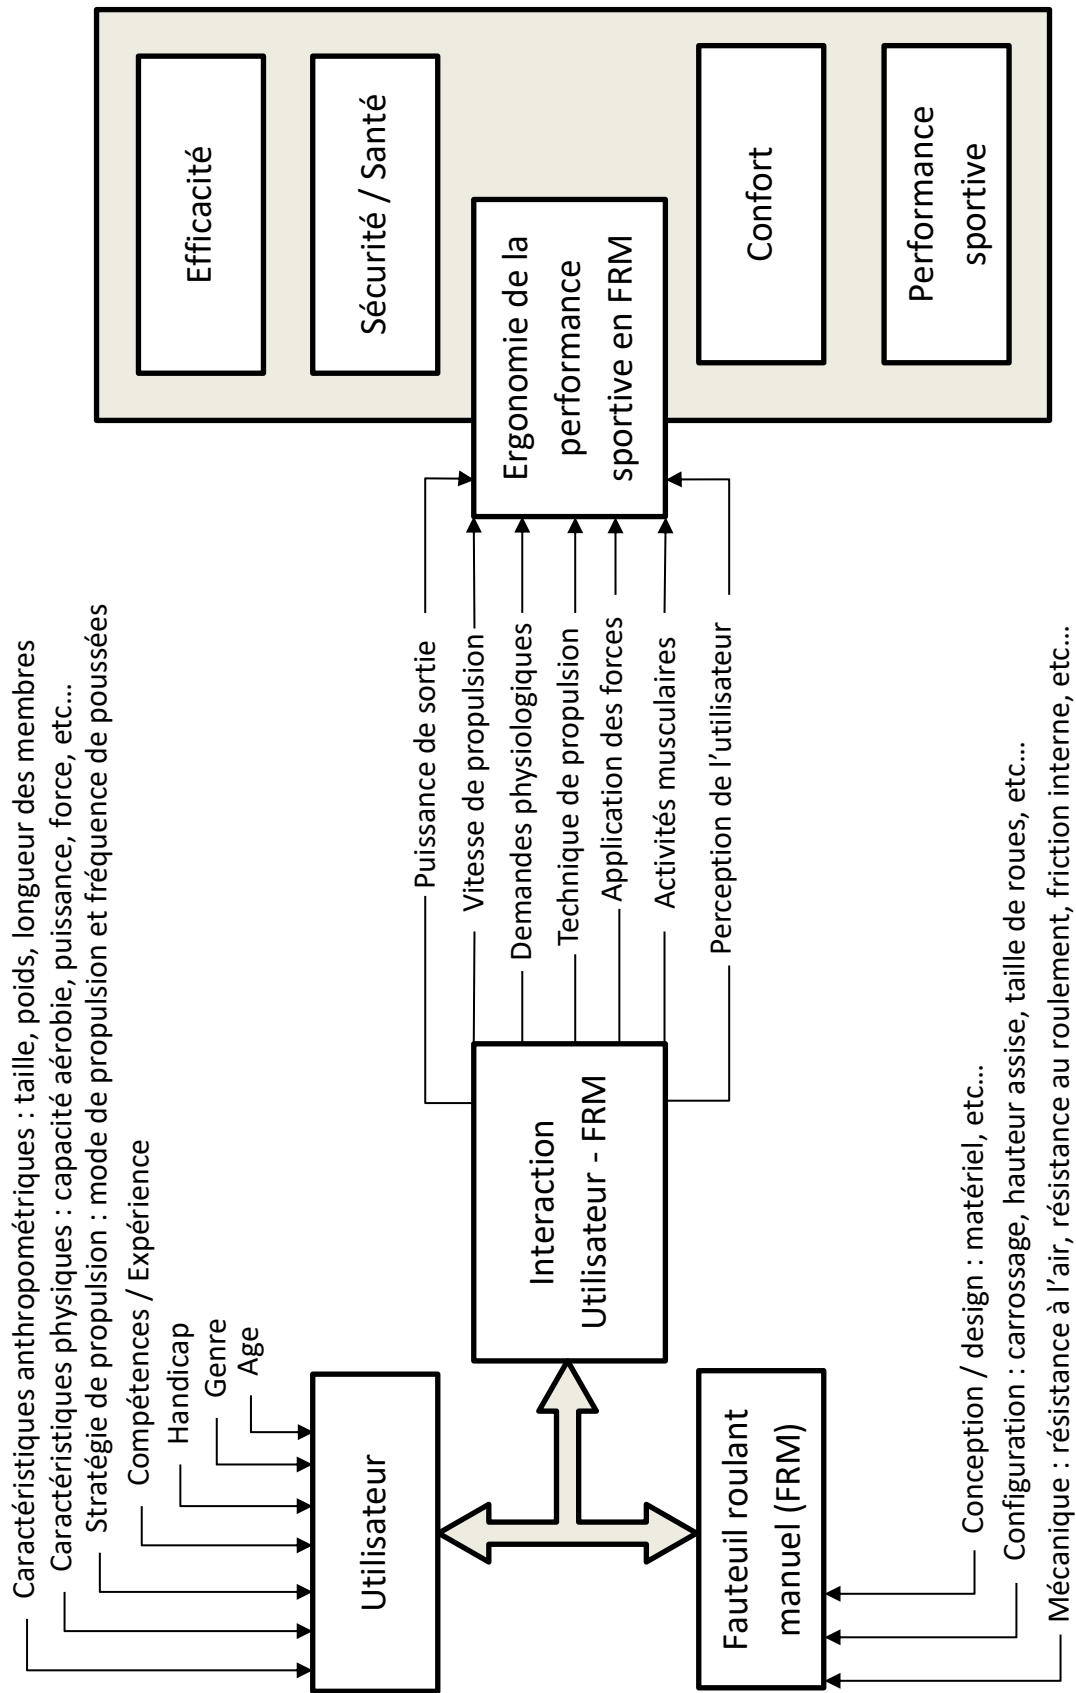 Caractéristiques anthropométriques : taille, poids, longueur des membres
Caractéristiques physiques : capacité aérobie, puissance, force, etc…
Stratégie de propulsion : mode de propulsion et fréquence de poussées
Compétences / Expérience
Handicap
Genre
Age
Utilisateur
Fauteuil roulant
manuel (FRM)
Conception / design : matériel, etc…
Configuration : carrossage, hauteur assise, taille de roues, etc…
Mécanique : résistance à l’air, résistance au roulement, friction interne, etc…
Interaction
Utilisateur - FRM
Puissance de sortie
Vitesse de propulsion
Demandes physiologiques
Technique de propulsion
Application des forces
Activités musculaires
Perception de l’utilisateur
Ergonomie de la
performance
sportive en FRM
Efficacité
Sécurité / Santé
Confort
Performance
sportive